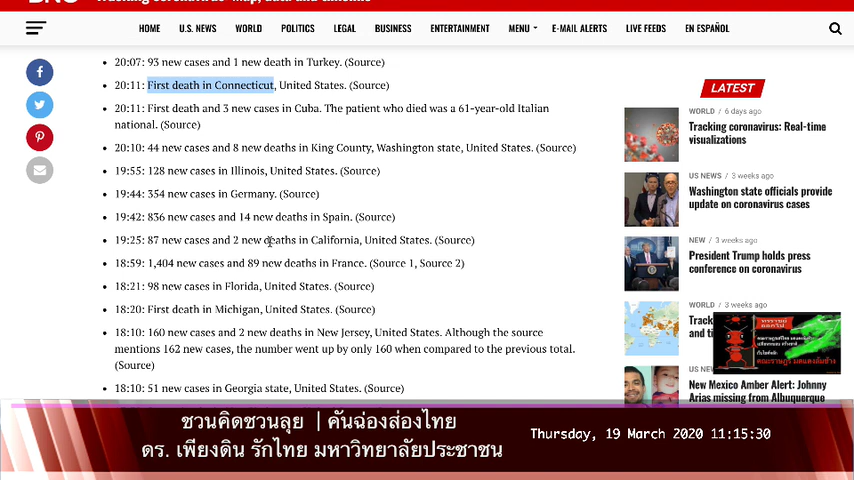 HOME
U.S. NEWS
WORLD
POLITICS
LEGAL
BUSINESS
ENTERTAINMENT
MENU
E-MAIL ALERTS
LIVE FEEDS
EN ESPAÑOL
20:07: 93 new cases and 1 new death in Turkey. (Source)
20:11: First death in Connecticut, United States. (Source)
20:11: First death and 3 new cases in Cuba. The patient who died was a 61-year-old Italian
national. (Source)
20:10: 44 new cases and 8 new deaths in King County, Washington state, United States. (Source)
19:55: 128 new cases in Illinois, United States. (Source)
19:44: 354 new cases in Germany. (Source)
19:42: 836 new cases and 14 new deaths in Spain. (Source)
19:25: 87 new cases and 2 new deaths in California, United States. (Source)
18:59: 1,404 new cases and 89 new deaths in France. (Source 1, Source 2)
18:21: 98 new cases in Florida, United States. (Source)
18:20: First death in Michigan, United States. (Source)
18:10: 160 new cases and 2 new deaths in New Jersey, United States. Although the source
mentions 162 new cases, the number went up by only 160 when compared to the previous total.
(Source)
18:10: 51 new cases in Georgia state, United States. (Source)
LATEST
WORLD / 6 days ago
Tracking coronavirus: Real-time
visualizations
US NEWS / 3 weeks ago
Washington state officials provide
update on coronavirus cases
NEW / 3 weeks ago
President Trump holds press
conference on coronavirus
WORLD / 3 weeks ago
Track
and ti
US NEW
New Mexico Amber Alert: Johnny
Arias missing from Albuquerque
ชวนคิดชวนลุย | คันฉ่องส่องไทย
ดร. เพียงดิน รักไทย มหาวิทยาลัยประชาชน
Thursday, 19 March 2020 11:15:30